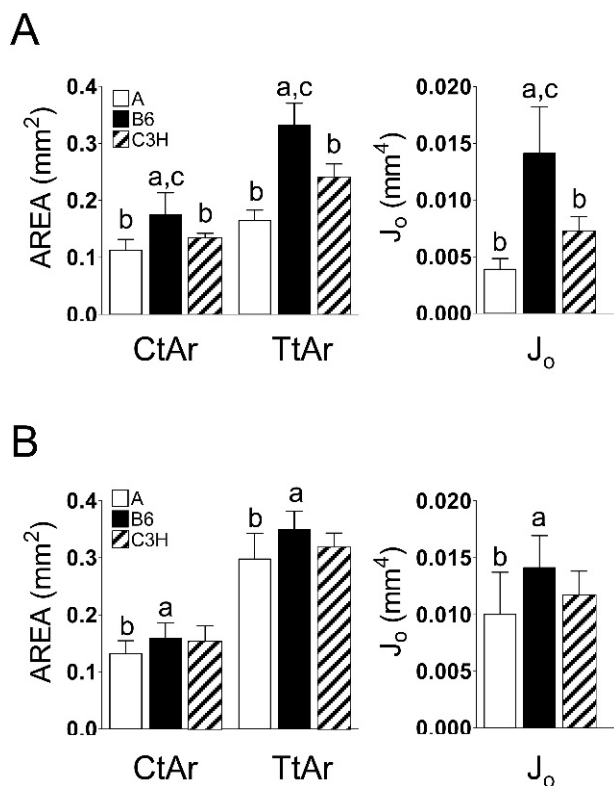 A
AREA (mm²)
0.4
0.3
0.2
0.1
0.0
A
B6
C3H
b
a,c
b
b
a,c
b
CtAr
TtAr
Jₒ (mm⁴)
0.020
0.015
0.010
0.005
0.000
b
a,c
b
Jₒ
B
AREA (mm²)
0.4
0.3
0.2
0.1
0.0
A
B6
C3H
b
a
b
a
CtAr
TtAr
Jₒ (mm⁴)
0.020
0.015
0.010
0.005
0.000
b
a
Jₒ